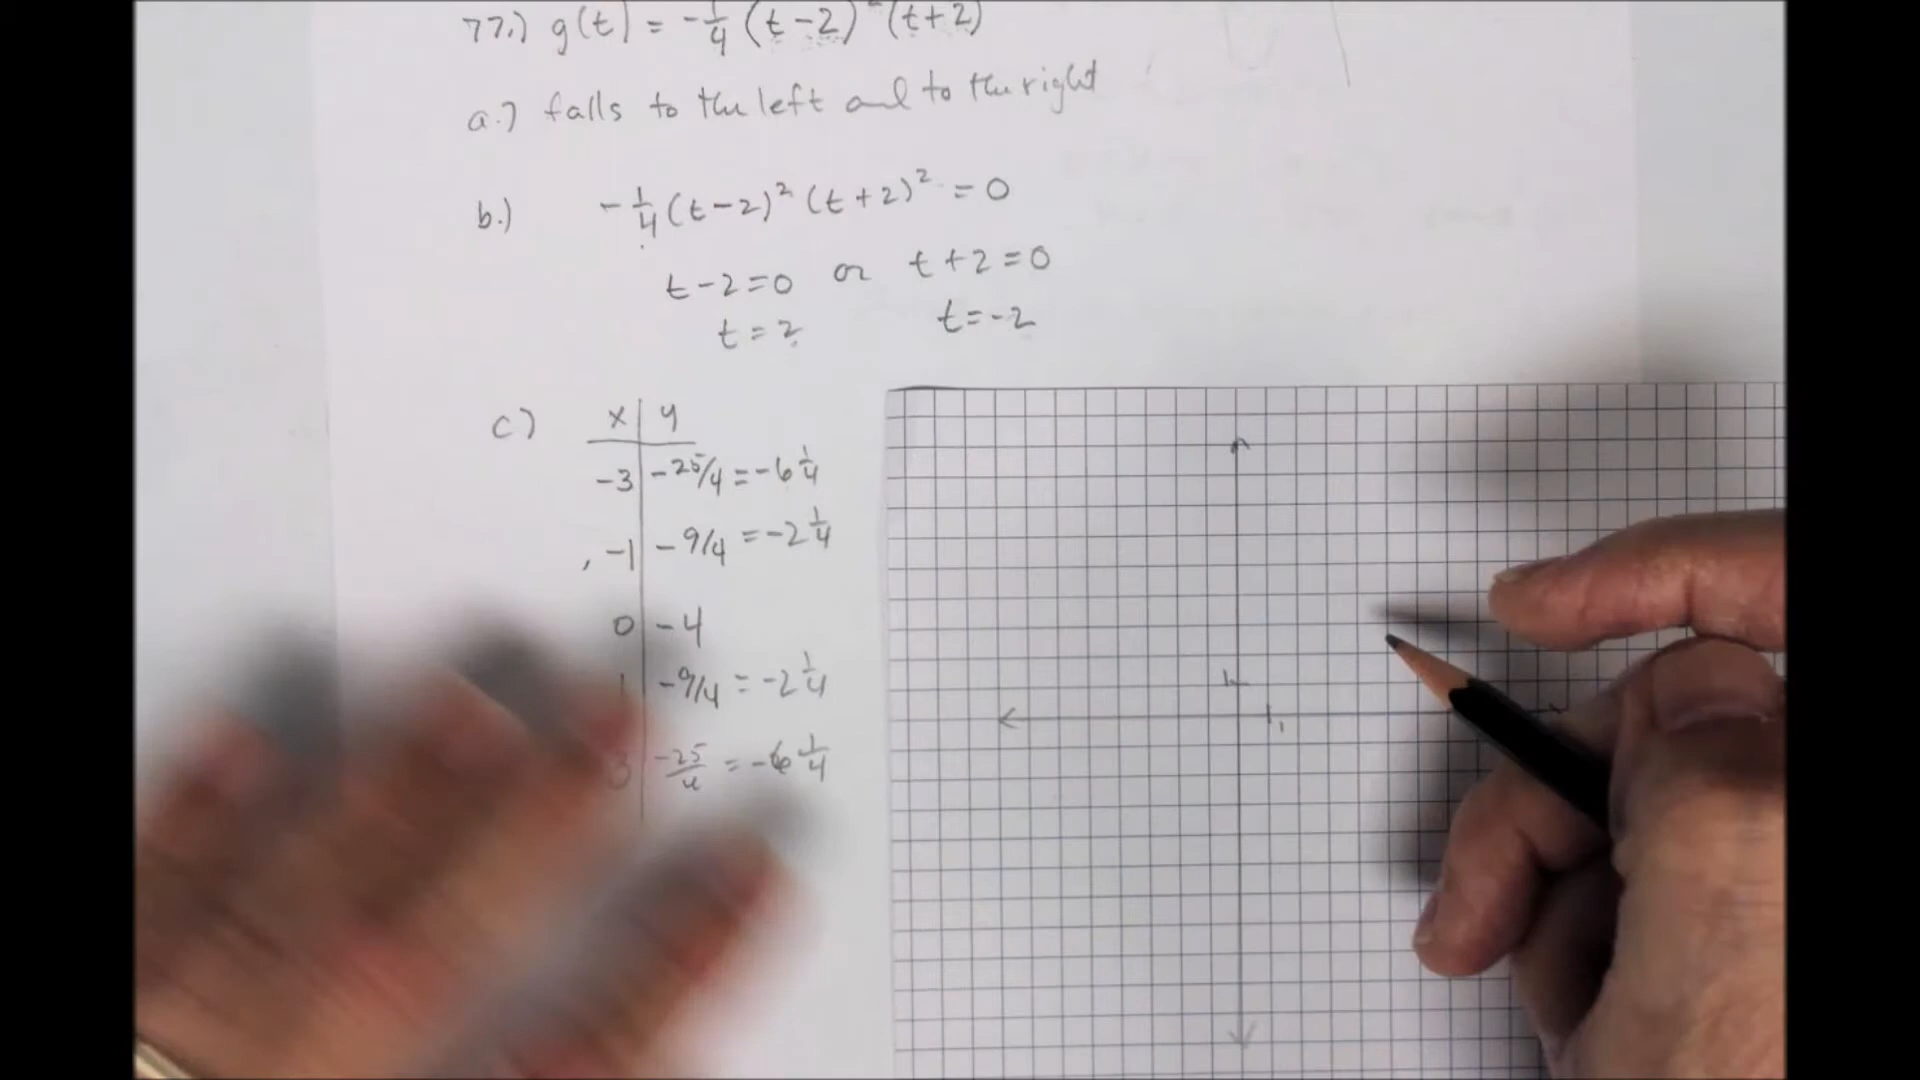 77.) g(t) = -1/4 (t-2)² (t+2)
a.) falls to the left and to the right
b.) -1/4 (t-2)² (t+2)² = 0
t-2=0 or t+2=0
t=2 t=-2
c.) x | y
-3 | -25/4 = -6 1/4
-1 | -9/4 = -2 1/4
0 | -4
1 | -9/4 = -2 1/4
3 | -25/4 = -6 1/4
1